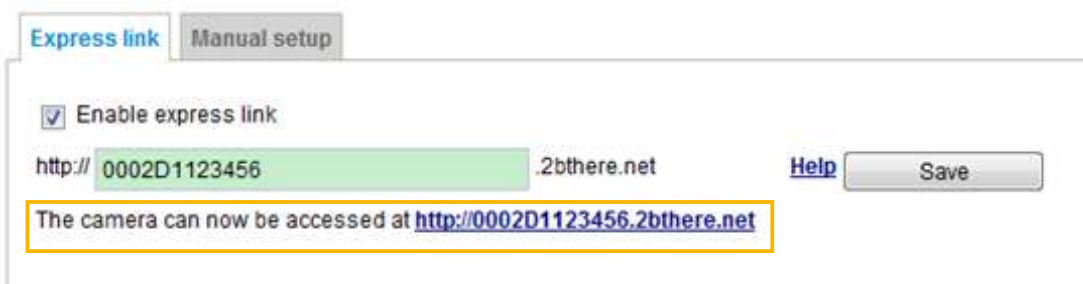 Express link Manual setup
Enable express link
http:// 0002D1123456 .2bthere.net Help Save
The camera can now be accessed at http://0002D1123456.2bthere.net